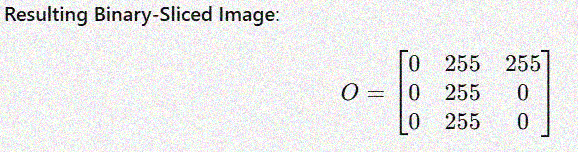 Resulting Binary-Sliced Image:
0 255 255
O = 0 255 0
0 255 0